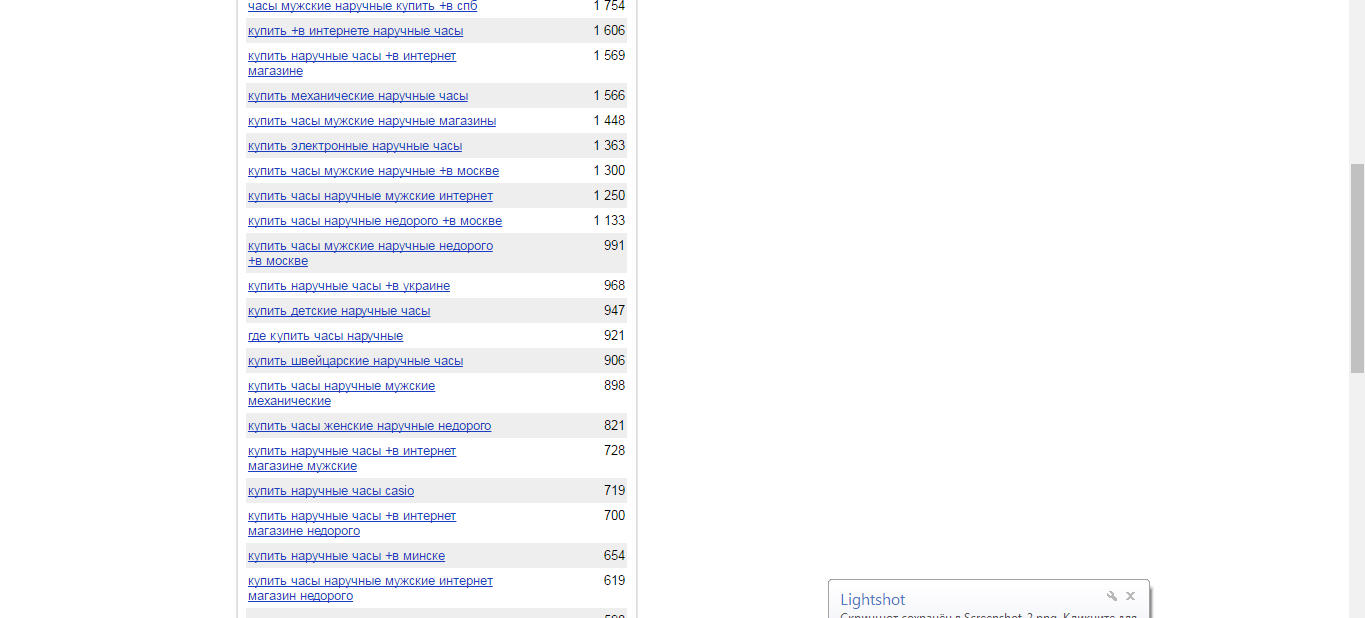 часы мужские наручные купить +в спб 1 754
купить +в интернете наручные часы 1 606
купить наручные часы +в интернет 1 569
магазине
купить механические наручные часы 1 566
купить часы мужские наручные магазины 1 448
купить электронные наручные часы 1 363
купить часы мужские наручные +в москве 1 300
купить часы наручные мужские интернет 1 250
купить часы наручные недорого +в москве 1 133
купить часы мужские наручные недорого 991
+в москве
купить наручные часы +в украине 968
купить детские наручные часы 947
где купить часы наручные 921
купить швейцарские наручные часы 906
купить часы наручные мужские 898
механические
купить часы женские наручные недорого 821
купить наручные часы +в интернет 728
магазине мужские
купить наручные часы casio 719
купить наручные часы +в интернет 700
магазине недорого
купить наручные часы +в минске 654
купить часы наручные мужские интернет 619
магазин недорого
Lightshot
Скриншот сохранён в Screenshot_2.png. Кликните для